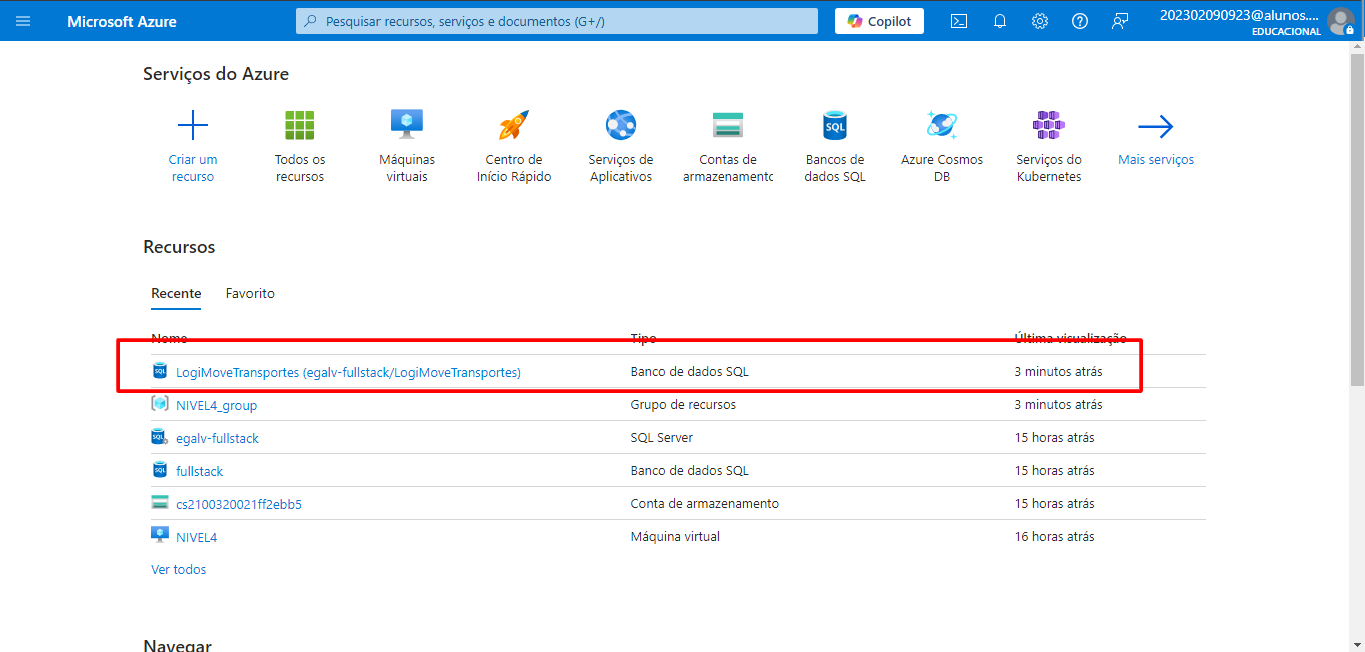 Microsoft Azure
Pesquisar recursos, serviços e documentos (G+/)
Copilot
202302090923@alunos....
EDUCACIONAL
Serviços do Azure
Criar um
recurso
Todos os
recursos
Máquinas
virtuais
Centro de
Início Rápido
Serviços de
Aplicativos
Contas de
armazenamento
Bancos de
dados SQL
Azure Cosmos
DB
Serviços do
Kubernetes
Mais serviços
Recursos
Recente Favorito
Nome Tipo Última visualização
LogiMoveTransportes (egalv-fullstack/LogiMoveTransportes) Banco de dados SQL 3 minutos atrás
NIVEL4_group Grupo de recursos 3 minutos atrás
egalv-fullstack SQL Server 15 horas atrás
fullstack Banco de dados SQL 15 horas atrás
cs2100320021ff2ebb5 Conta de armazenamento 15 horas atrás
NIVEL4 Máquina virtual 16 horas atrás
Ver todos
Navegar